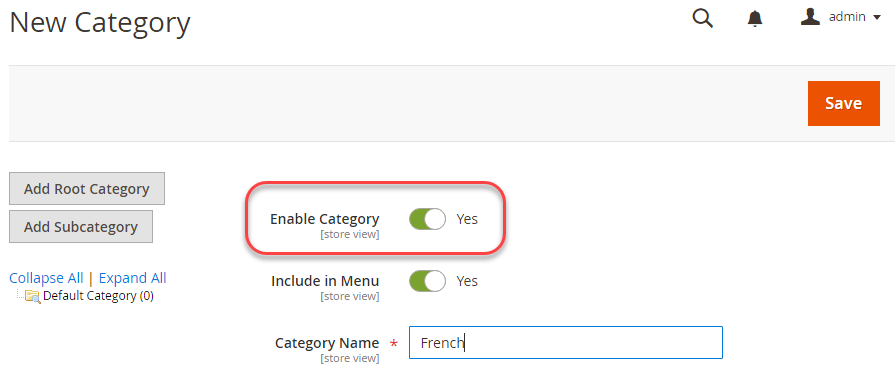 New Category
admin
Save
Add Root Category
Add Subcategory
Collapse All | Expand All
Default Category (0)
Enable Category
[store view]
Yes
Include in Menu
[store view]
Yes
Category Name *
[store view]
French